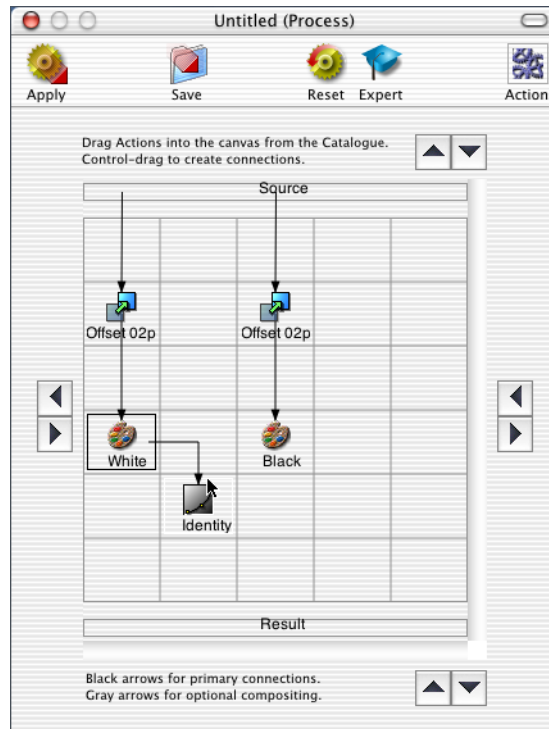 Untitled (Process)
Apply Save Reset Expert Action
Drag Actions into the canvas from the Catalogue.
Control-drag to create connections.
Source
Offset 02p Offset 02p
White Black
Identity
Result
Black arrows for primary connections.
Gray arrows for optional compositing.